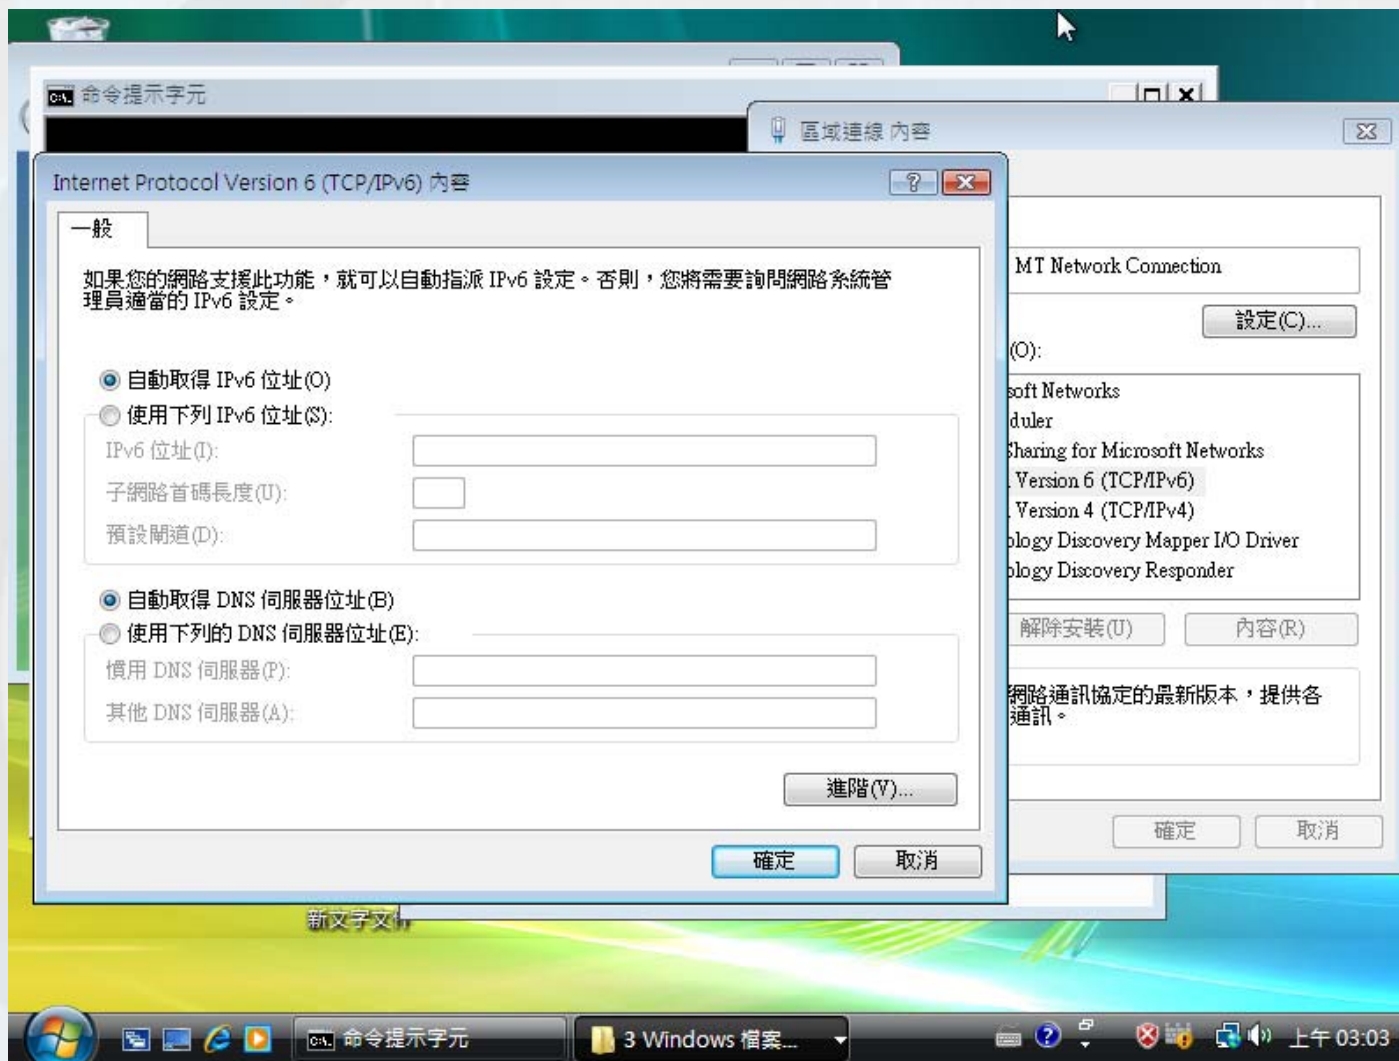 命令提示字元
區域連線 內容
Internet Protocol Version 6 (TCP/IPv6) 內容
一般
如果您的網路支援此功能，就可以自動指派 IPv6 設定。否則，您將需要詢問網路系統管
理員適當的 IPv6 設定。
自動取得 IPv6 位址(O)
使用下列 IPv6 位址(S):
IPv6 位址(I):
子網路首碼長度(U):
預設閘道(D):
自動取得 DNS 伺服器位址(B)
使用下列的 DNS 伺服器位址(E):
慣用 DNS 伺服器(P):
其他 DNS 伺服器(A):
進階(V)...
確定
取消
MT Network Connection
設定(C)...
(O):
soft Networks
duler
Sharing for Microsoft Networks
Version 6 (TCP/IPv6)
Version 4 (TCP/IPv4)
ology Discovery Mapper I/O Driver
ology Discovery Responder
解除安裝(U)
內容(R)
網路通訊協定的最新版本，提供各
通訊。
確定
取消
新文字文件
命令提示字元
3 Windows 檔案...
上午 03:03